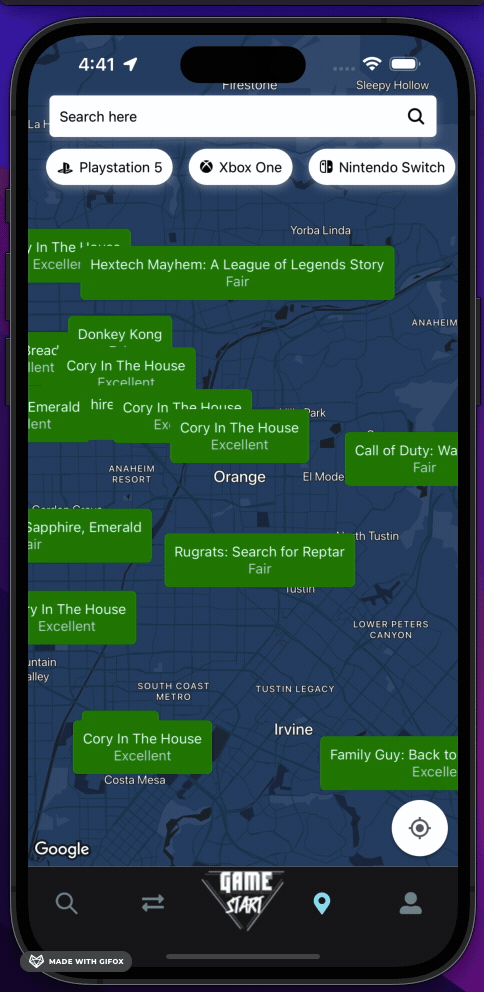 4:41
Firestone
Sleepy Hollow
La H
Search here
Playstation 5
Xbox One
Nintendo Switch
Yorba Linda
y In The House
Excellen
Hextech Mayhem: A League of Legends Story
Fair
ANAHEIM
Donkey Kong
Bread
llent
Cory In The House
Excellent
Emerald
lent
hire
Cory In The House
Ex
Park
Cory In The House
Excellent
Call of Duty: Wa
Fair
ANAHEIM
RESORT
Orange
El Mode
Garden Grove
Sapphire, Emerald
air
North Tustin
Rugrats: Search for Reptar
Fair
Tustin
ry In The House
Excellent
LOWER PETERS
CANYON
untain
alley
SOUTH COAST
METRO
TUSTIN LEGACY
Irvine
Cory In The House
Excellent
Family Guy: Back to
Excelle
Costa Mesa
Google
GAME
START
MADE WITH GIFOX